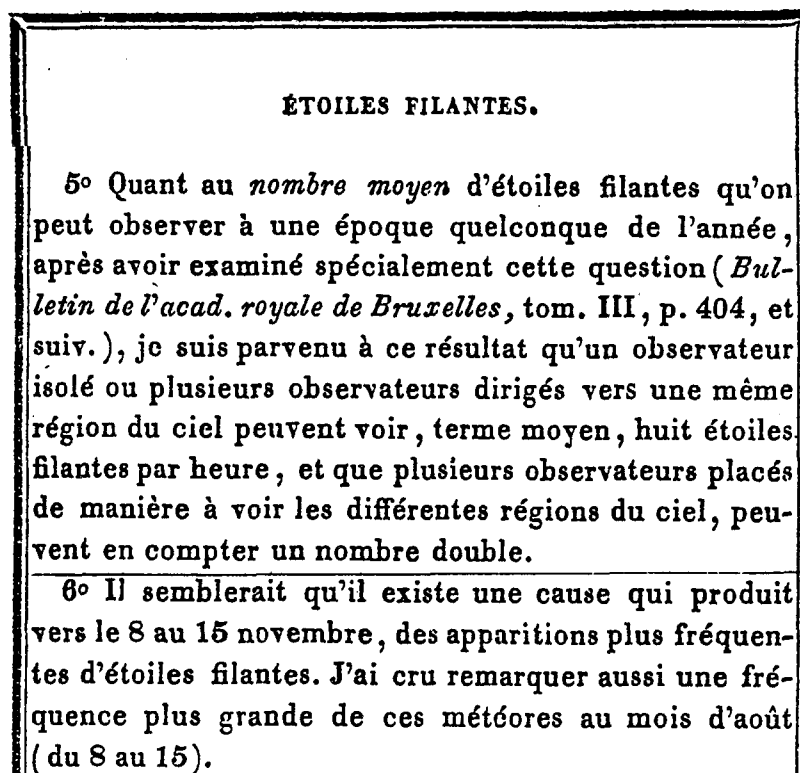 ÉTOILES FILANTES.
5º Quant au nombre moyen d'étoiles filantes qu'on
peut observer à une époque quelconque de l'année,
après avoir examiné spécialement cette question (Bul-
letin de l'acad. royale de Bruxelles, tom. III, p. 404, et
suiv.), je suis parvenu à ce résultat qu'un observateur
isolé ou plusieurs observateurs dirigés vers une même
région du ciel peuvent voir, terme moyen, huit étoiles
filantes par heure, et que plusieurs observateurs placés
de manière à voir les différentes régions du ciel, peu-
vent en compter un nombre double.
6º Il semblerait qu'il existe une cause qui produit
vers le 8 au 15 novembre, des apparitions plus fréquen-
tes d'étoiles filantes. J'ai cru remarquer aussi une fré-
quence plus grande de ces météores au mois d'août
(du 8 au 15).